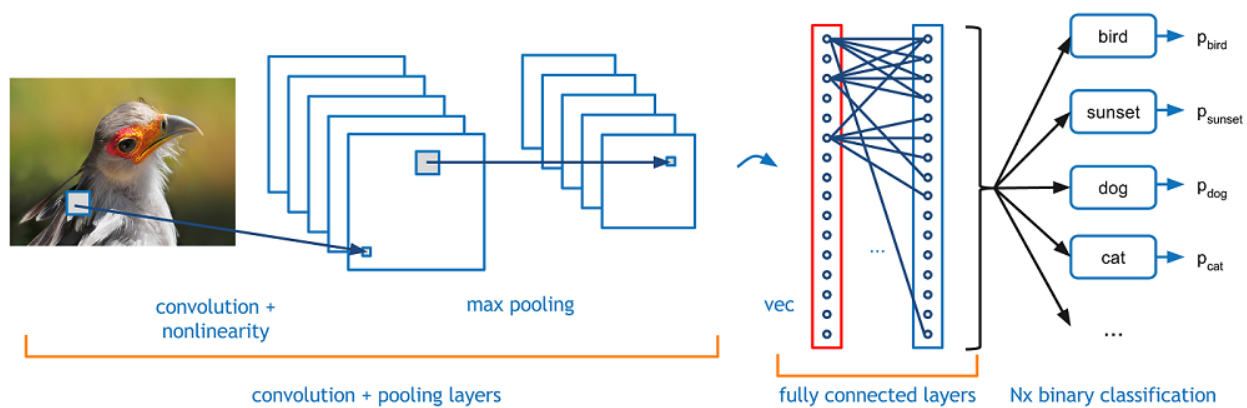 convolution +
nonlinearity
max pooling
convolution + pooling layers
vec
...
fully connected layers
bird
p_bird
sunset
p_sunset
dog
p_dog
cat
p_cat
...
Nx binary classification